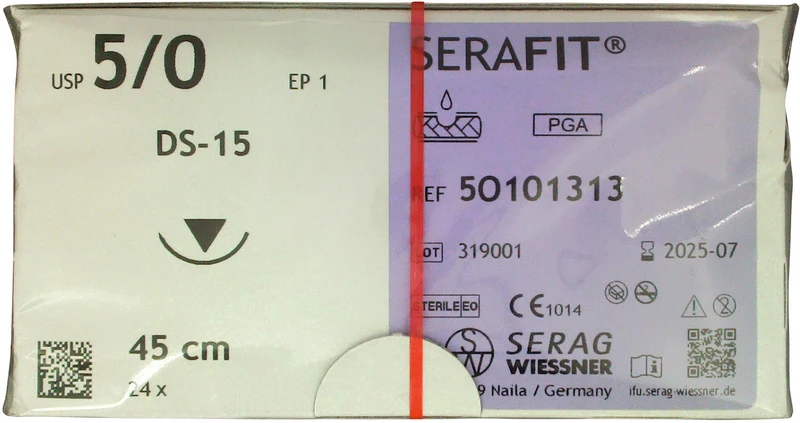 USP 5/0 EP 1
DS-15
45 cm
24 x
SERAFIT®
PGA
REF 5O101313
LOT 319001 2025-07
STERILE EO CE 1014
SERAG
WIESSNER
Naila / Germany ifu.serag-wiessner.de